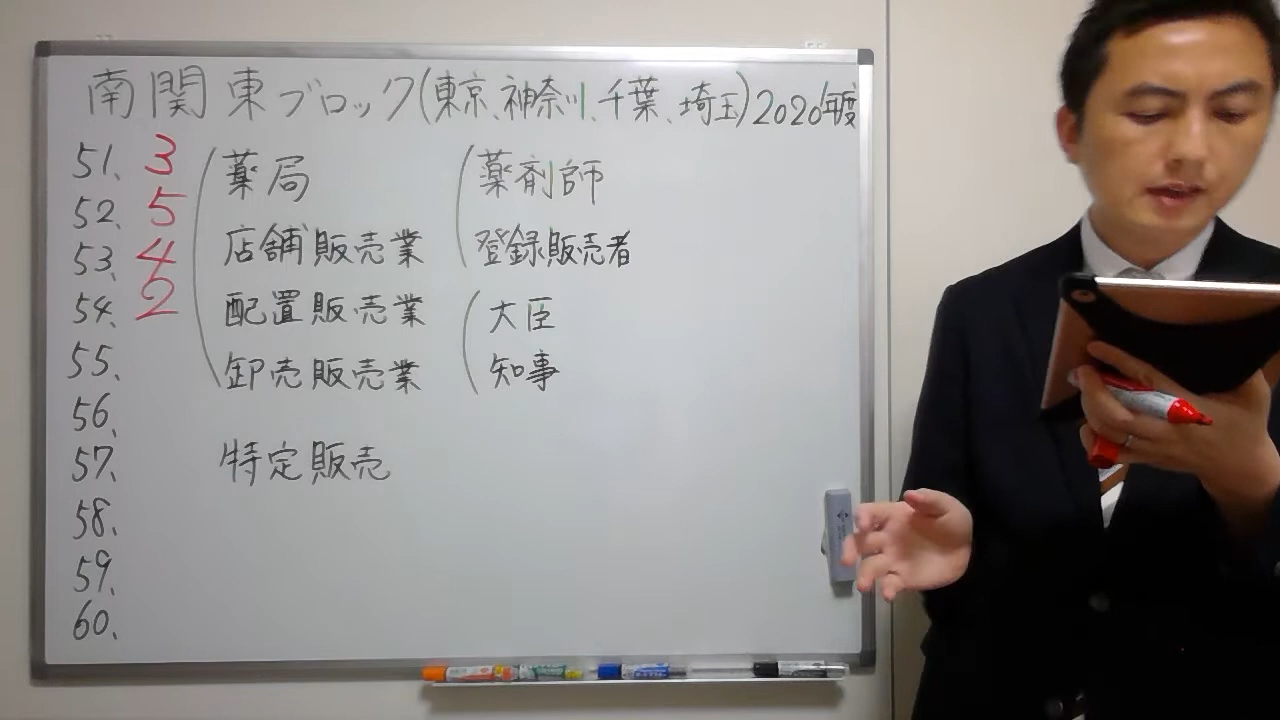 南関東ブロック(東京、神奈川、千葉、埼玉)2020年度
51、3
52、5
53、4
54、2
55、
56、
57、
58、
59、
60、
薬局
店舗販売業
配置販売業
卸売販売業
特定販売
薬剤師
登録販売者
大臣
知事